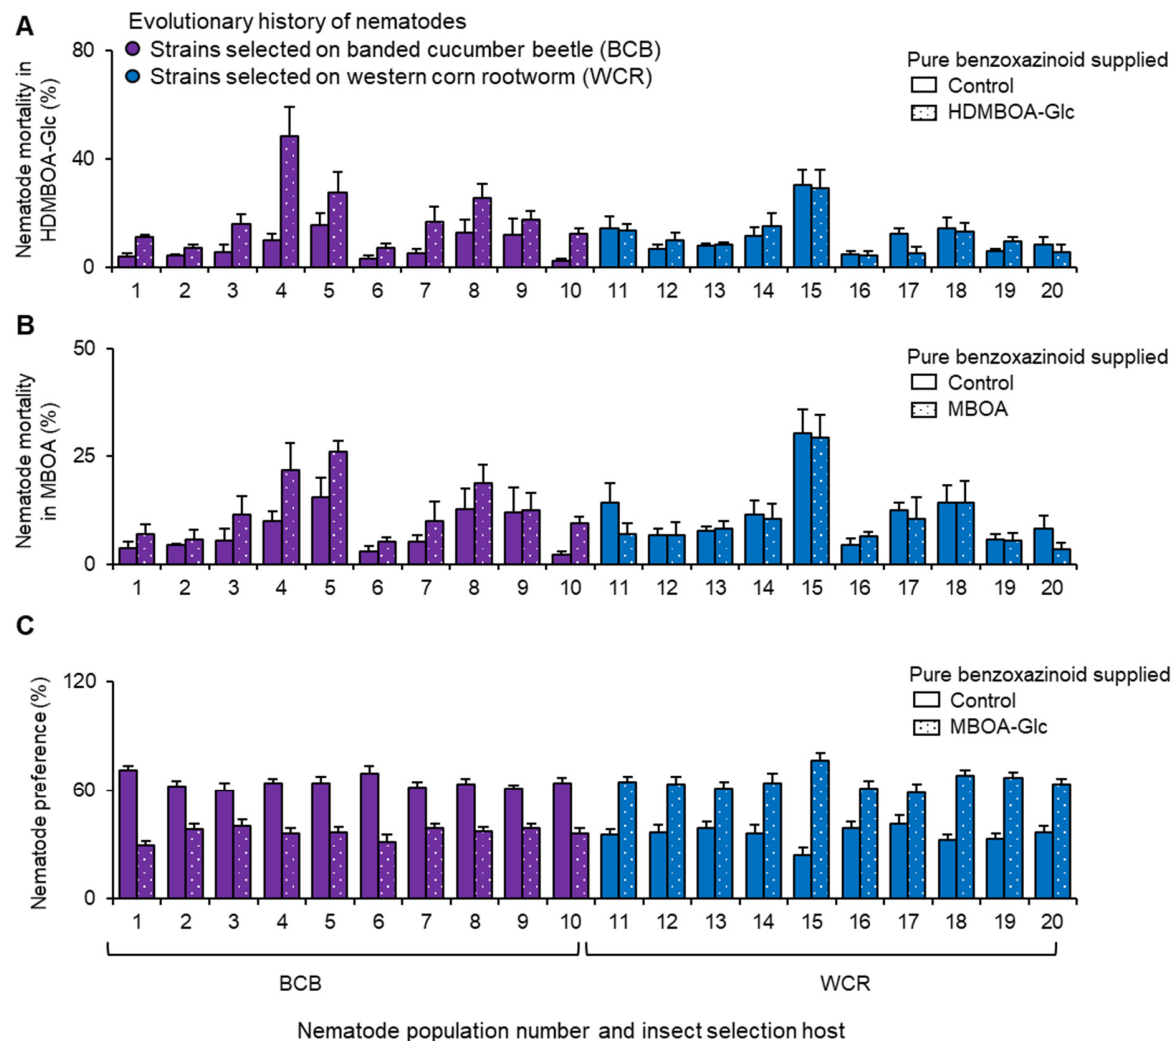 A
Evolutionary history of nematodes
Strains selected on banded cucumber beetle (BCB)
Strains selected on western corn rootworm (WCR)
Pure benzoxazinoid supplied
Control
HDMBOA-Glc
Nematode mortality in
HDMBOA-Glc (%)
80
40
0
1 2 3 4 5 6 7 8 9 10 11 12 13 14 15 16 17 18 19 20
B
Pure benzoxazinoid supplied
Control
MBOA
Nematode mortality
in MBOA (%)
50
25
0
1 2 3 4 5 6 7 8 9 10 11 12 13 14 15 16 17 18 19 20
C
Pure benzoxazinoid supplied
Control
MBOA-Glc
Nematode preference (%)
120
60
0
1 2 3 4 5 6 7 8 9 10 11 12 13 14 15 16 17 18 19 20
BCB WCR
Nematode population number and insect selection host